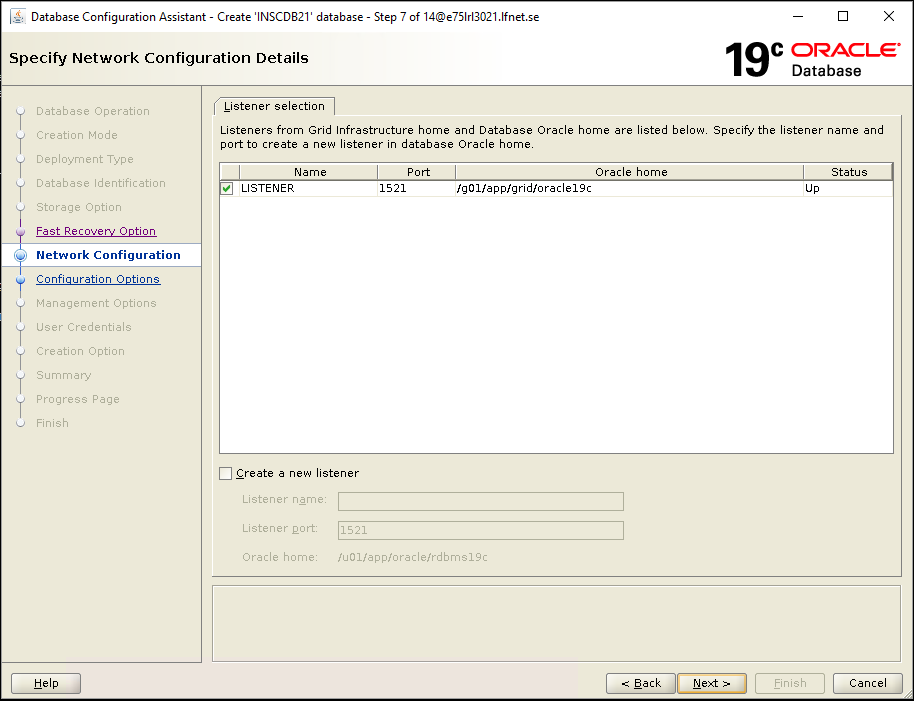 Database Configuration Assistant - Create 'INSCDB21' database - Step 7 of 14@e75lrl3021.lfnet.se
Specify Network Configuration Details
19c ORACLE
Database
Database Operation
Creation Mode
Deployment Type
Database Identification
Storage Option
Fast Recovery Option
Network Configuration
Configuration Options
Management Options
User Credentials
Creation Option
Summary
Progress Page
Finish
Listener selection
Listeners from Grid Infrastructure home and Database Oracle home are listed below. Specify the listener name and
port to create a new listener in database Oracle home.
Name Port Oracle home Status
LISTENER 1521 /g01/app/grid/oracle19c Up
Create a new listener
Listener name:
Listener port: 1521
Oracle home: /u01/app/oracle/rdbms19c
Help < Back Next > Finish Cancel